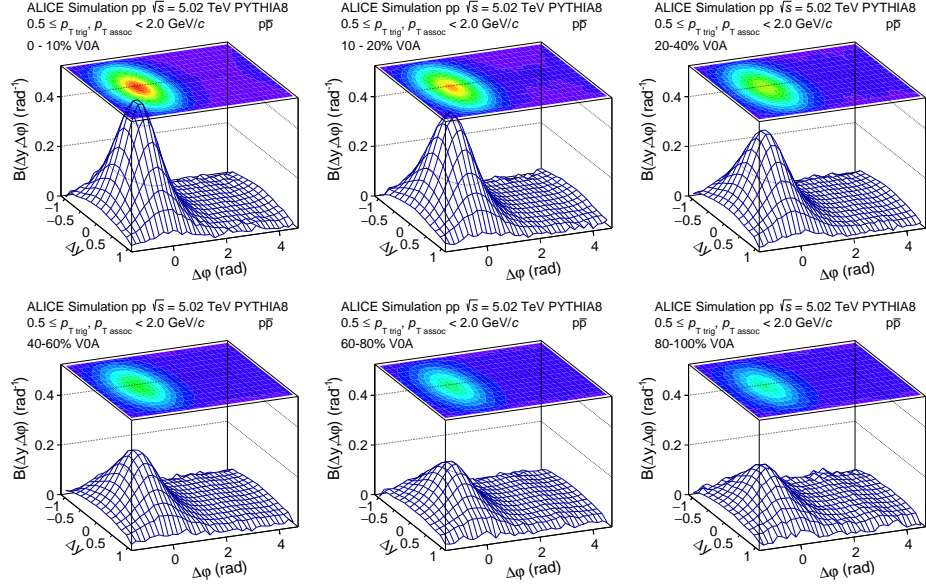 ALICE Simulation pp √s = 5.02 TeV PYTHIA8
0.5 ≤ p_T trig, p_T assoc < 2.0 GeV/c pp̅
0 - 10% V0A
B(Δy,Δφ) (rad⁻¹)
0.4
0.2
0
−1
−0.5
0
0.5
1
Δy
0 2 4
Δφ (rad)
ALICE Simulation pp √s = 5.02 TeV PYTHIA8
0.5 ≤ p_T trig, p_T assoc < 2.0 GeV/c pp̅
10 - 20% V0A
B(Δy,Δφ) (rad⁻¹)
0.4
0.2
0
−1
−0.5
0
0.5
1
Δy
0 2 4
Δφ (rad)
ALICE Simulation pp √s = 5.02 TeV PYTHIA8
0.5 ≤ p_T trig, p_T assoc < 2.0 GeV/c pp̅
20-40% V0A
B(Δy,Δφ) (rad⁻¹)
0.4
0.2
0
−1
−0.5
0
0.5
1
Δy
0 2 4
Δφ (rad)
ALICE Simulation pp √s = 5.02 TeV PYTHIA8
0.5 ≤ p_T trig, p_T assoc < 2.0 GeV/c pp̅
40-60% V0A
B(Δy,Δφ) (rad⁻¹)
0.4
0.2
0
−1
−0.5
0
0.5
1
Δy
0 2 4
Δφ (rad)
ALICE Simulation pp √s = 5.02 TeV PYTHIA8
0.5 ≤ p_T trig, p_T assoc < 2.0 GeV/c pp̅
60-80% V0A
B(Δy,Δφ) (rad⁻¹)
0.4
0.2
0
−1
−0.5
0
0.5
1
Δy
0 2 4
Δφ (rad)
ALICE Simulation pp √s = 5.02 TeV PYTHIA8
0.5 ≤ p_T trig, p_T assoc < 2.0 GeV/c pp̅
80-100% V0A
B(Δy,Δφ) (rad⁻¹)
0.4
0.2
0
−1
−0.5
0
0.5
1
Δy
0 2 4
Δφ (rad)